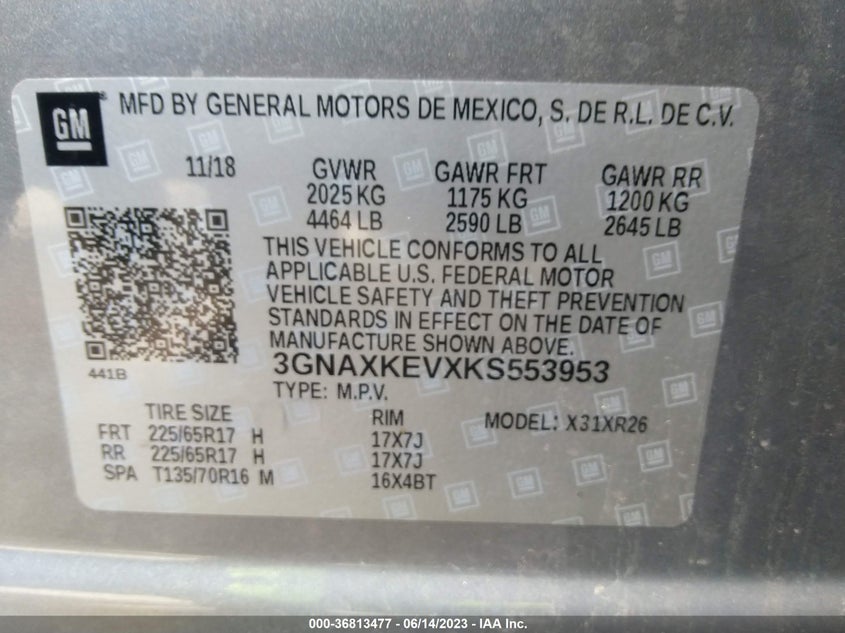 GM
MFD BY GENERAL MOTORS DE MEXICO, S. DE R.L. DE C.V.
11/18 GVWR GAWR FRT GAWR RR
2025 KG 1175 KG 1200 KG
4464 LB 2590 LB 2645 LB
THIS VEHICLE CONFORMS TO ALL
APPLICABLE U.S. FEDERAL MOTOR
VEHICLE SAFETY AND THEFT PREVENTION
STANDARDS IN EFFECT ON THE DATE OF
MANUFACTURE SHOWN ABOVE.
441B
3GNAXKEVXKS553953
TYPE: M.P.V.
TIRE SIZE RIM MODEL: X31XR26
FRT 225/65R17 H 17X7J
RR 225/65R17 H 17X7J
SPA T135/70R16 M 16X4BT
000-36813477 - 06/14/2023 - IAA Inc.